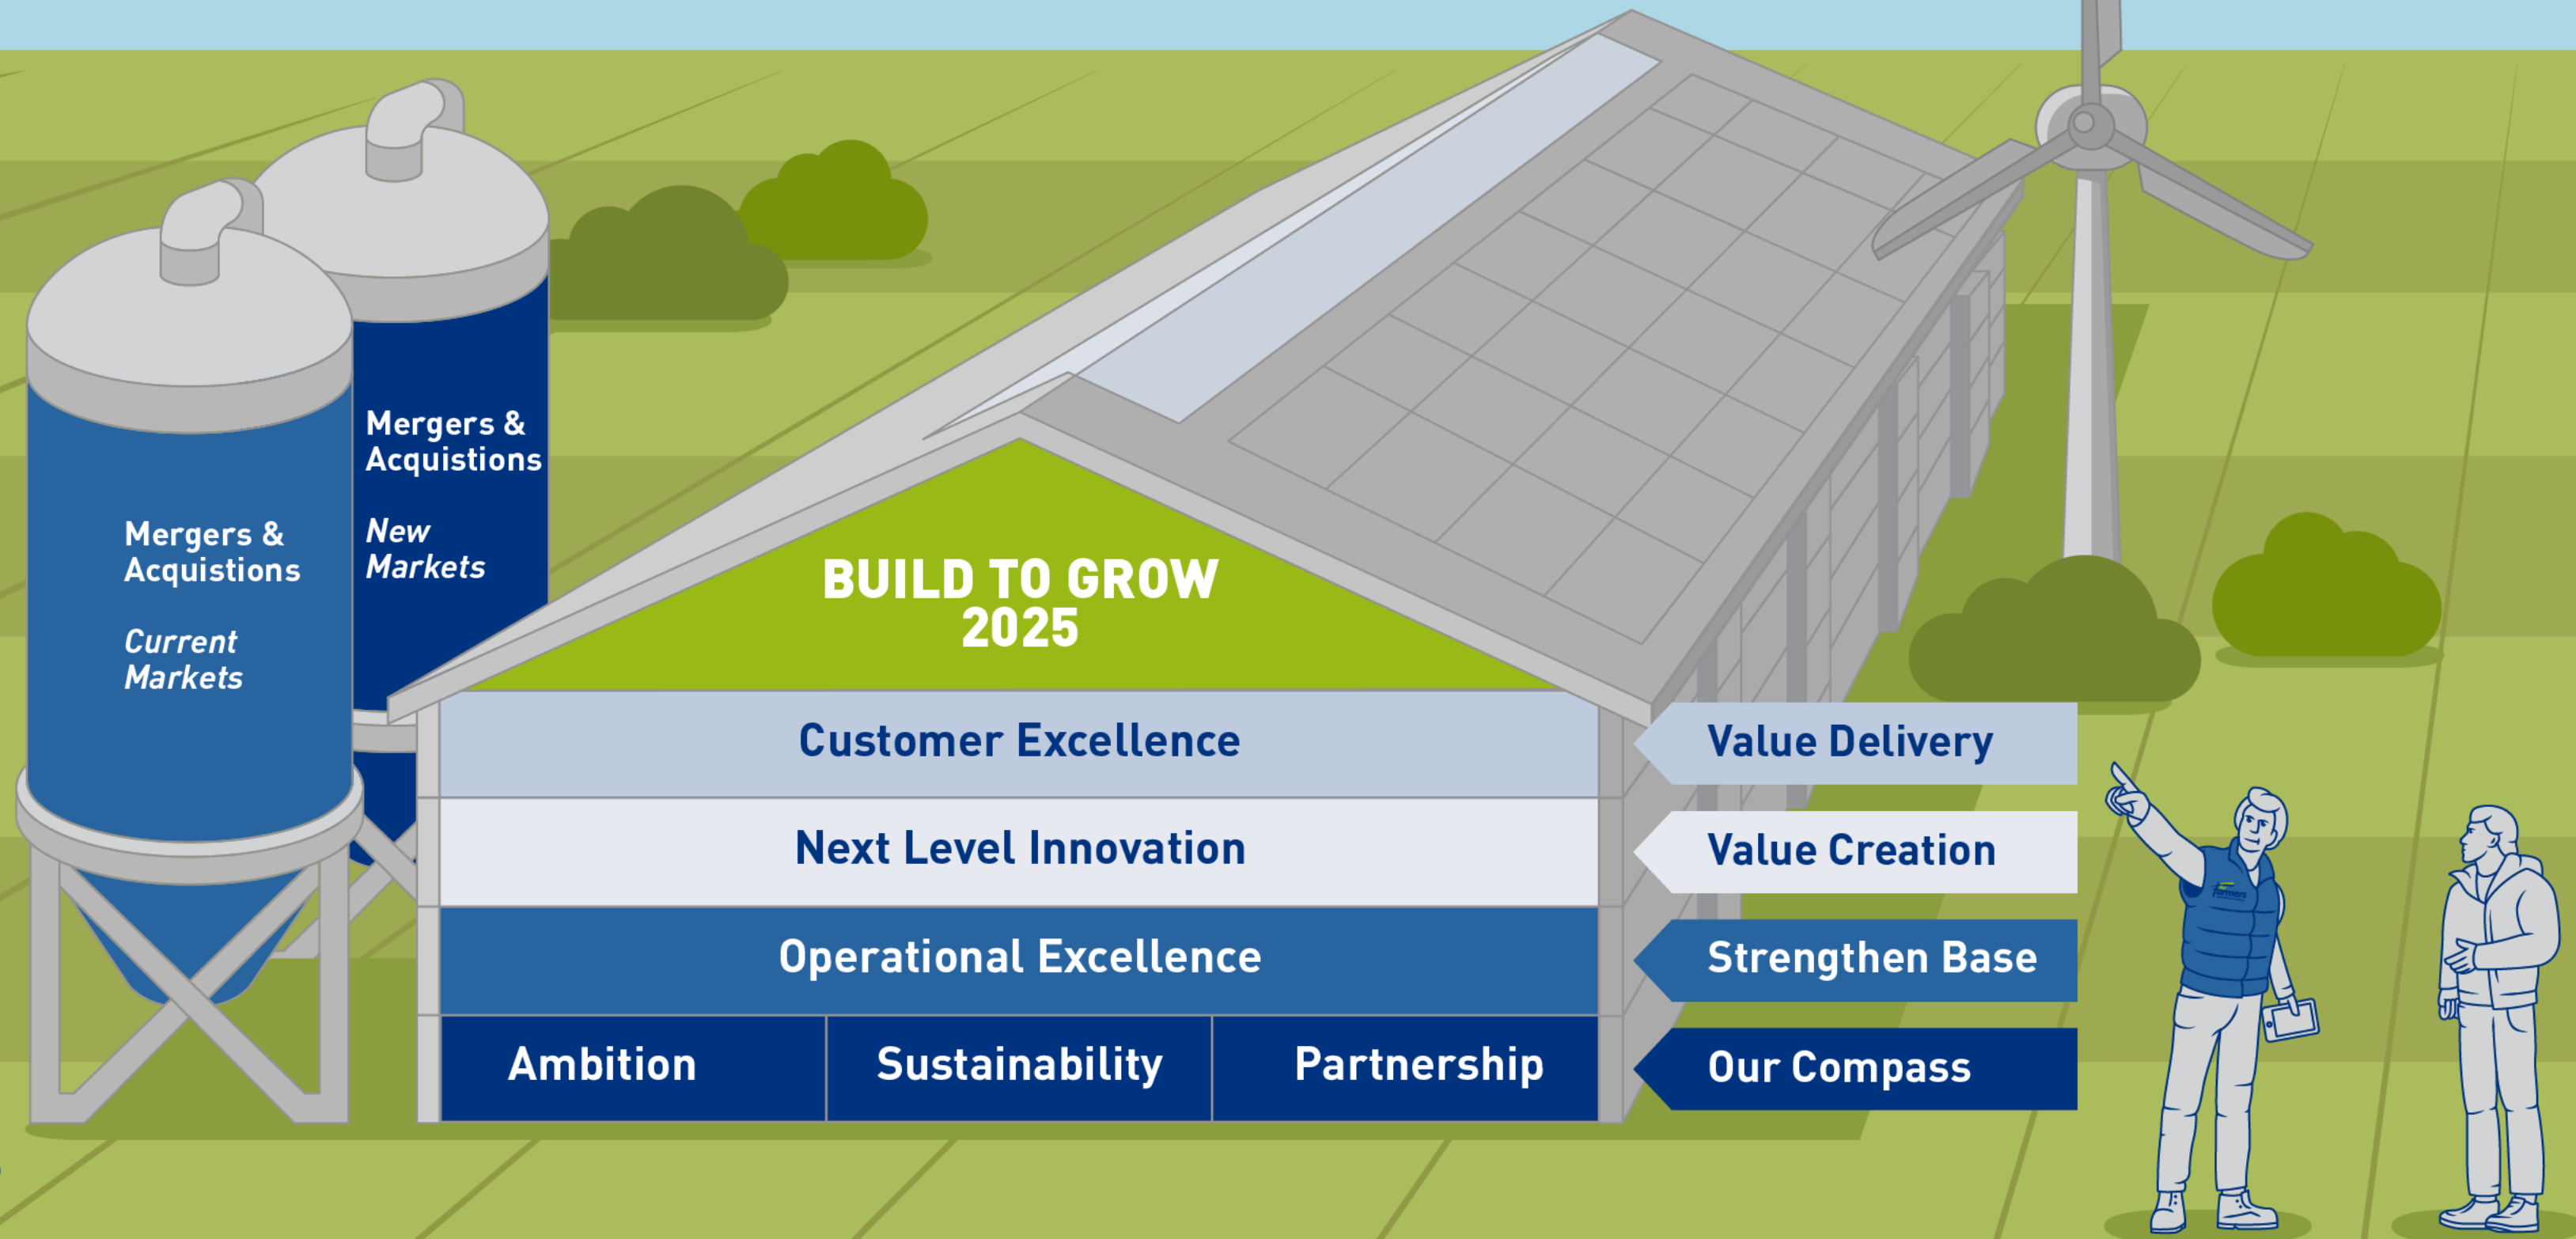 Mergers &
Acquistions
New
Markets
Mergers &
Acquistions
Current
Markets
BUILD TO GROW
2025
Customer Excellence
Value Delivery
Next Level Innovation
Value Creation
Operational Excellence
Strengthen Base
Ambition Sustainability Partnership
Our Compass
farmers